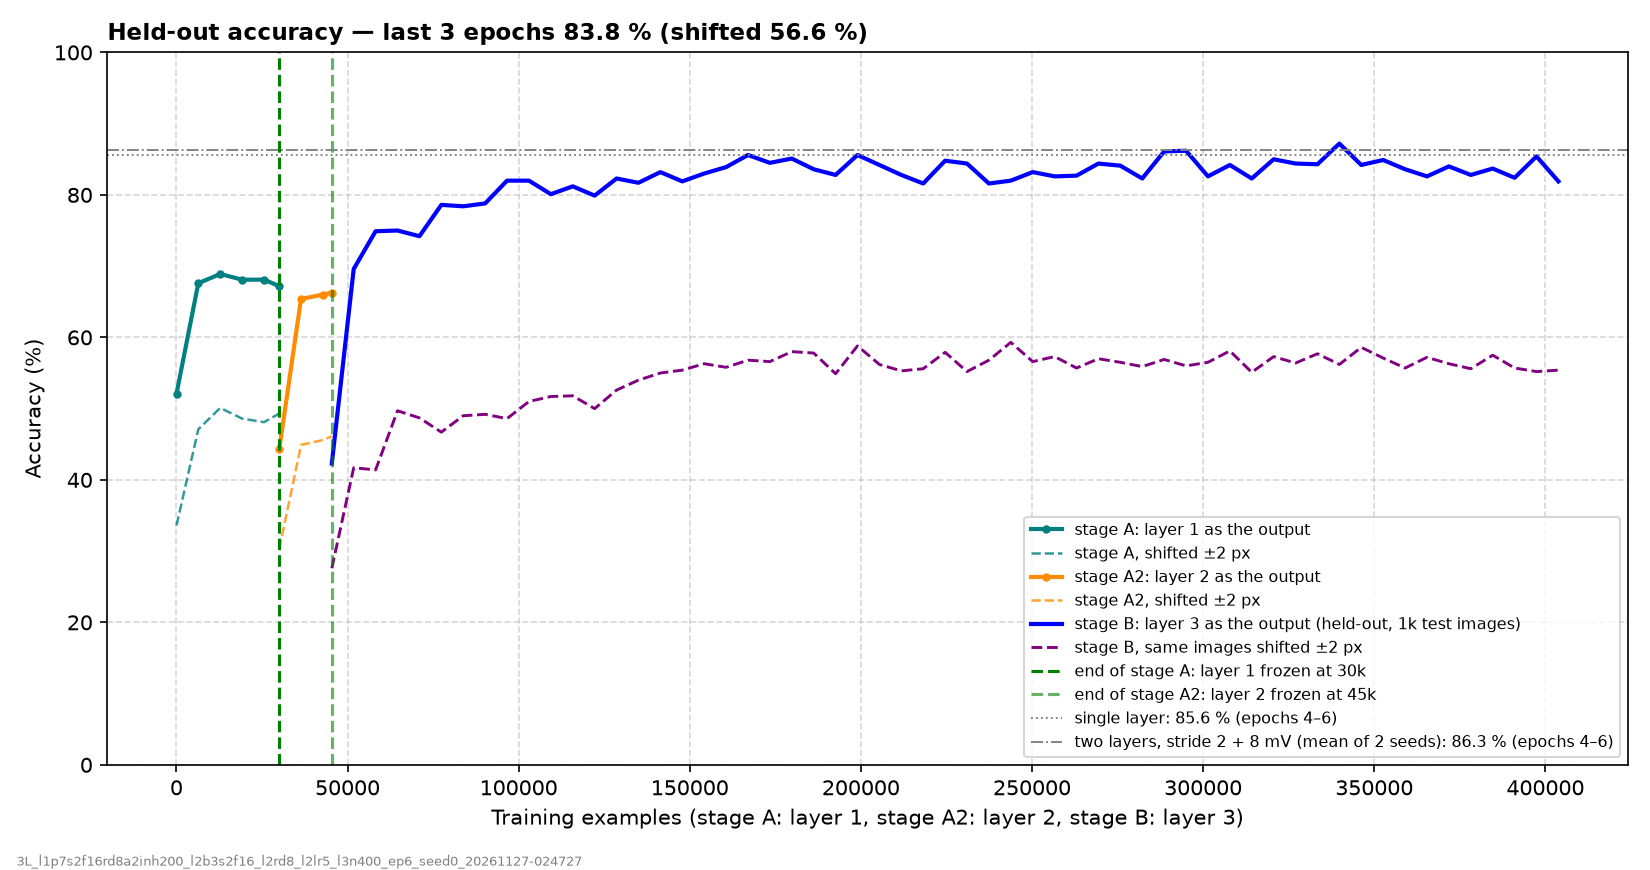 Held-out accuracy — last 3 epochs 83.8 % (shifted 56.6 %)
100
80
60
40
20
0
Accuracy (%)
0 50000 100000 150000 200000 250000 300000 350000 400000
Training examples (stage A: layer 1, stage A2: layer 2, stage B: layer 3)
stage A: layer 1 as the output
stage A, shifted ±2 px
stage A2: layer 2 as the output
stage A2, shifted ±2 px
stage B: layer 3 as the output (held-out, 1k test images)
stage B, same images shifted ±2 px
end of stage A: layer 1 frozen at 30k
end of stage A2: layer 2 frozen at 45k
single layer: 85.6 % (epochs 4–6)
two layers, stride 2 + 8 mV (mean of 2 seeds): 86.3 % (epochs 4–6)
3L_l1p7s2f16rd8a2inh200_l2b3s2f16_l2rd8_l2lr5_l3n400_ep6_seed0_20261127-024727